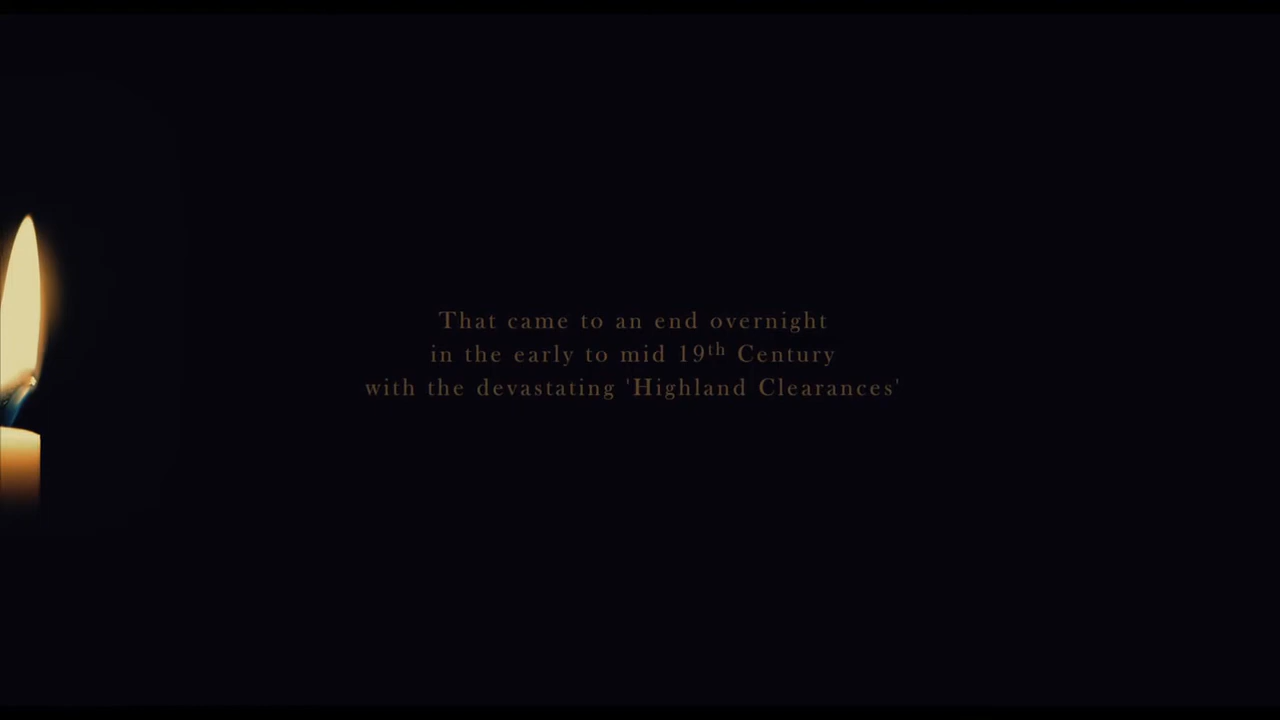 That came to an end overnight
in the early to mid 19th Century
with the devastating 'Highland Clearances'